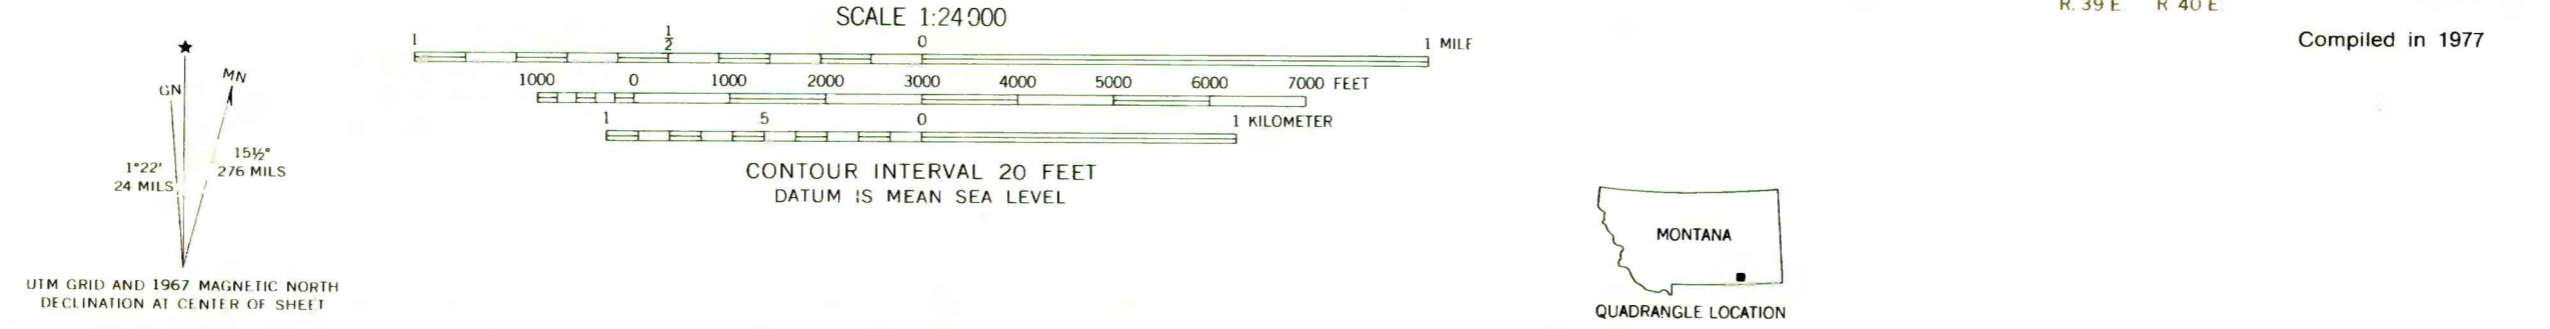 R. 39 E R 40 E
Compiled in 1977
SCALE 1:24 000
1 ½ 0 1 MILE
1000 0 1000 2000 3000 4000 5000 6000 7000 FEET
1 5 0 1 KILOMETER
CONTOUR INTERVAL 20 FEET
DATUM IS MEAN SEA LEVEL
GN
MN
1°22'
24 MILS
15½°
276 MILS
UTM GRID AND 1967 MAGNETIC NORTH
DECLINATION AT CENTER OF SHEET
MONTANA
QUADRANGLE LOCATION